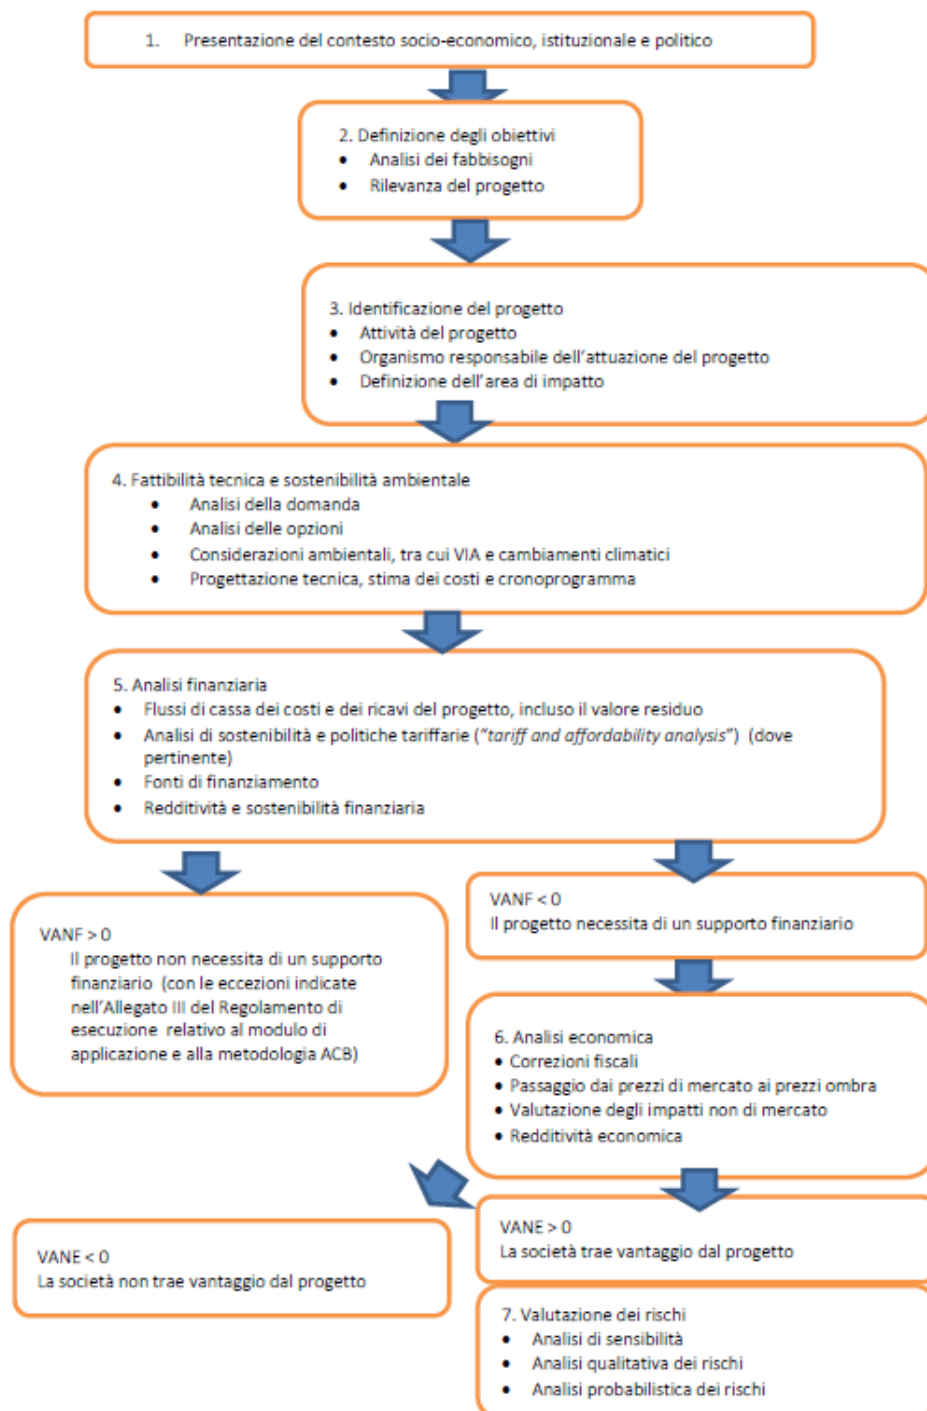 1. Presentazione del contesto socio-economico, istituzionale e politico
2. Definizione degli obiettivi
• Analisi dei fabbisogni
• Rilevanza del progetto
3. Identificazione del progetto
• Attività del progetto
• Organismo responsabile dell'attuazione del progetto
• Definizione dell'area di impatto
4. Fattibilità tecnica e sostenibilità ambientale
• Analisi della domanda
• Analisi delle opzioni
• Considerazioni ambientali, tra cui VIA e cambiamenti climatici
• Progettazione tecnica, stima dei costi e cronoprogramma
5. Analisi finanziaria
• Flussi di cassa dei costi e dei ricavi del progetto, incluso il valore residuo
• Analisi di sostenibilità e politiche tariffarie ("tariff and affordability analysis") (dove
pertinente)
• Fonti di finanziamento
• Redditività e sostenibilità finanziaria
VANF > 0
Il progetto non necessita di un supporto
finanziario (con le eccezioni indicate
nell'Allegato III del Regolamento di
esecuzione relativo al modulo di
applicazione e alla metodologia ACB)
VANF < 0
Il progetto necessita di un supporto finanziario
6. Analisi economica
• Correzioni fiscali
• Passaggio dai prezzi di mercato ai prezzi ombra
• Valutazione degli impatti non di mercato
• Redditività economica
VANE < 0
La società non trae vantaggio dal progetto
VANE > 0
La società trae vantaggio dal progetto
7. Valutazione dei rischi
• Analisi di sensibilità
• Analisi qualitativa dei rischi
• Analisi probabilistica dei rischi